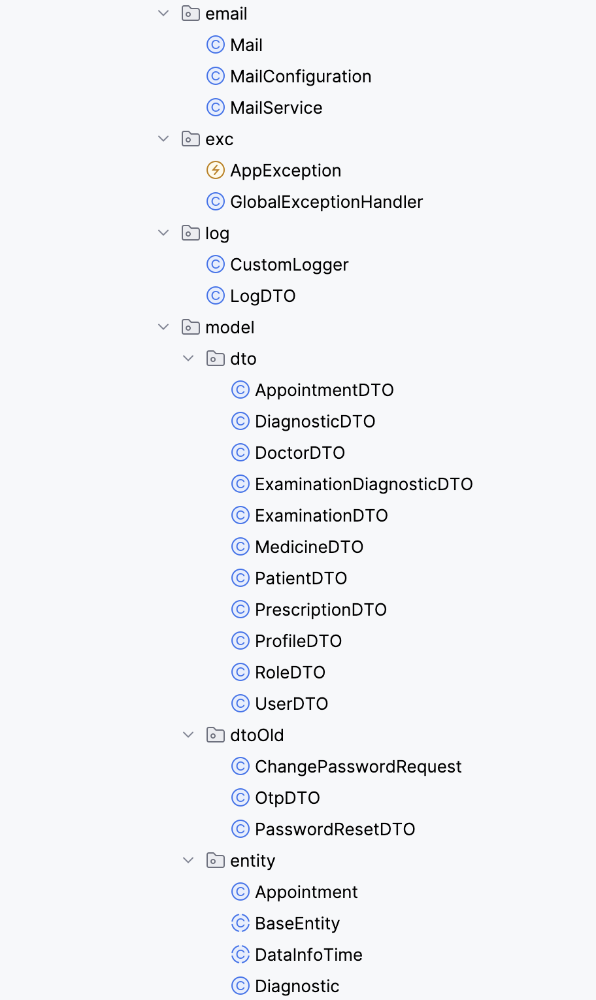 email
Mail
MailConfiguration
MailService
exc
AppException
GlobalExceptionHandler
log
CustomLogger
LogDTO
model
dto
AppointmentDTO
DiagnosticDTO
DoctorDTO
ExaminationDiagnosticDTO
ExaminationDTO
MedicineDTO
PatientDTO
PrescriptionDTO
ProfileDTO
RoleDTO
UserDTO
dtoOld
ChangePasswordRequest
OtpDTO
PasswordResetDTO
entity
Appointment
BaseEntity
DataInfoTime
Diagnostic